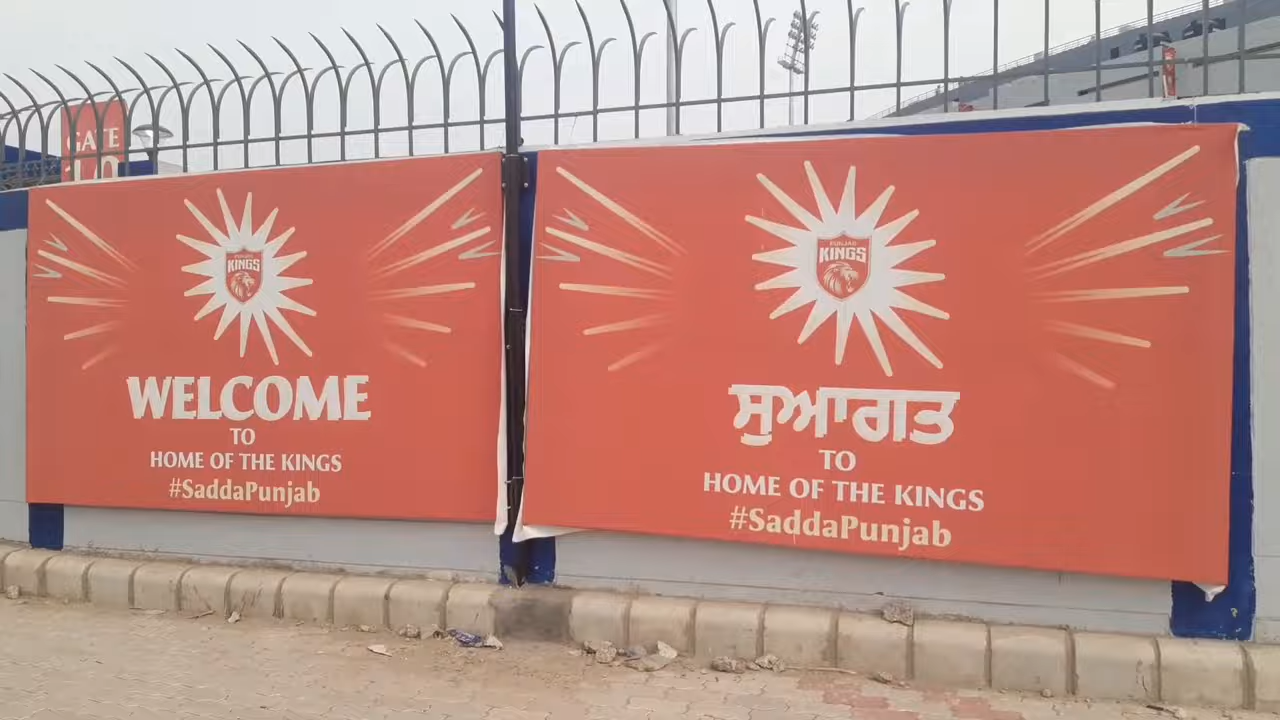 GATE
10
PUNJAB
KINGS
WELCOME
TO
HOME OF THE KINGS
#SaddaPunjab
PUNJAB
KINGS
ਸੁਆਗਤ
TO
HOME OF THE KINGS
#SaddaPunjab